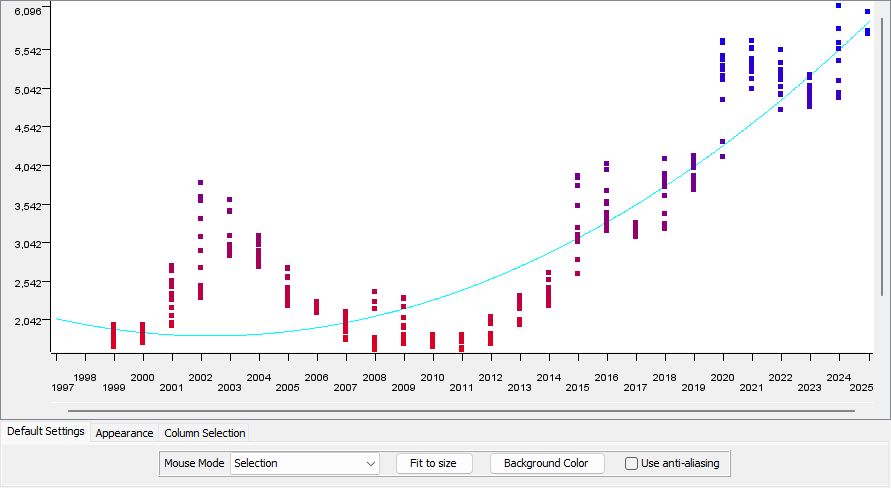 6,096
5,542
5,042
4,542
4,042
3,542
3,042
2,542
2,042
1998 2000 2002 2004 2006 2008 2010 2012 2014 2016 2018 2020 2022 2024
1997 1999 2001 2003 2005 2007 2009 2011 2013 2015 2017 2019 2021 2023 2025
Default Settings Appearance Column Selection
Mouse Mode Selection Fit to size Background Color Use anti-aliasing